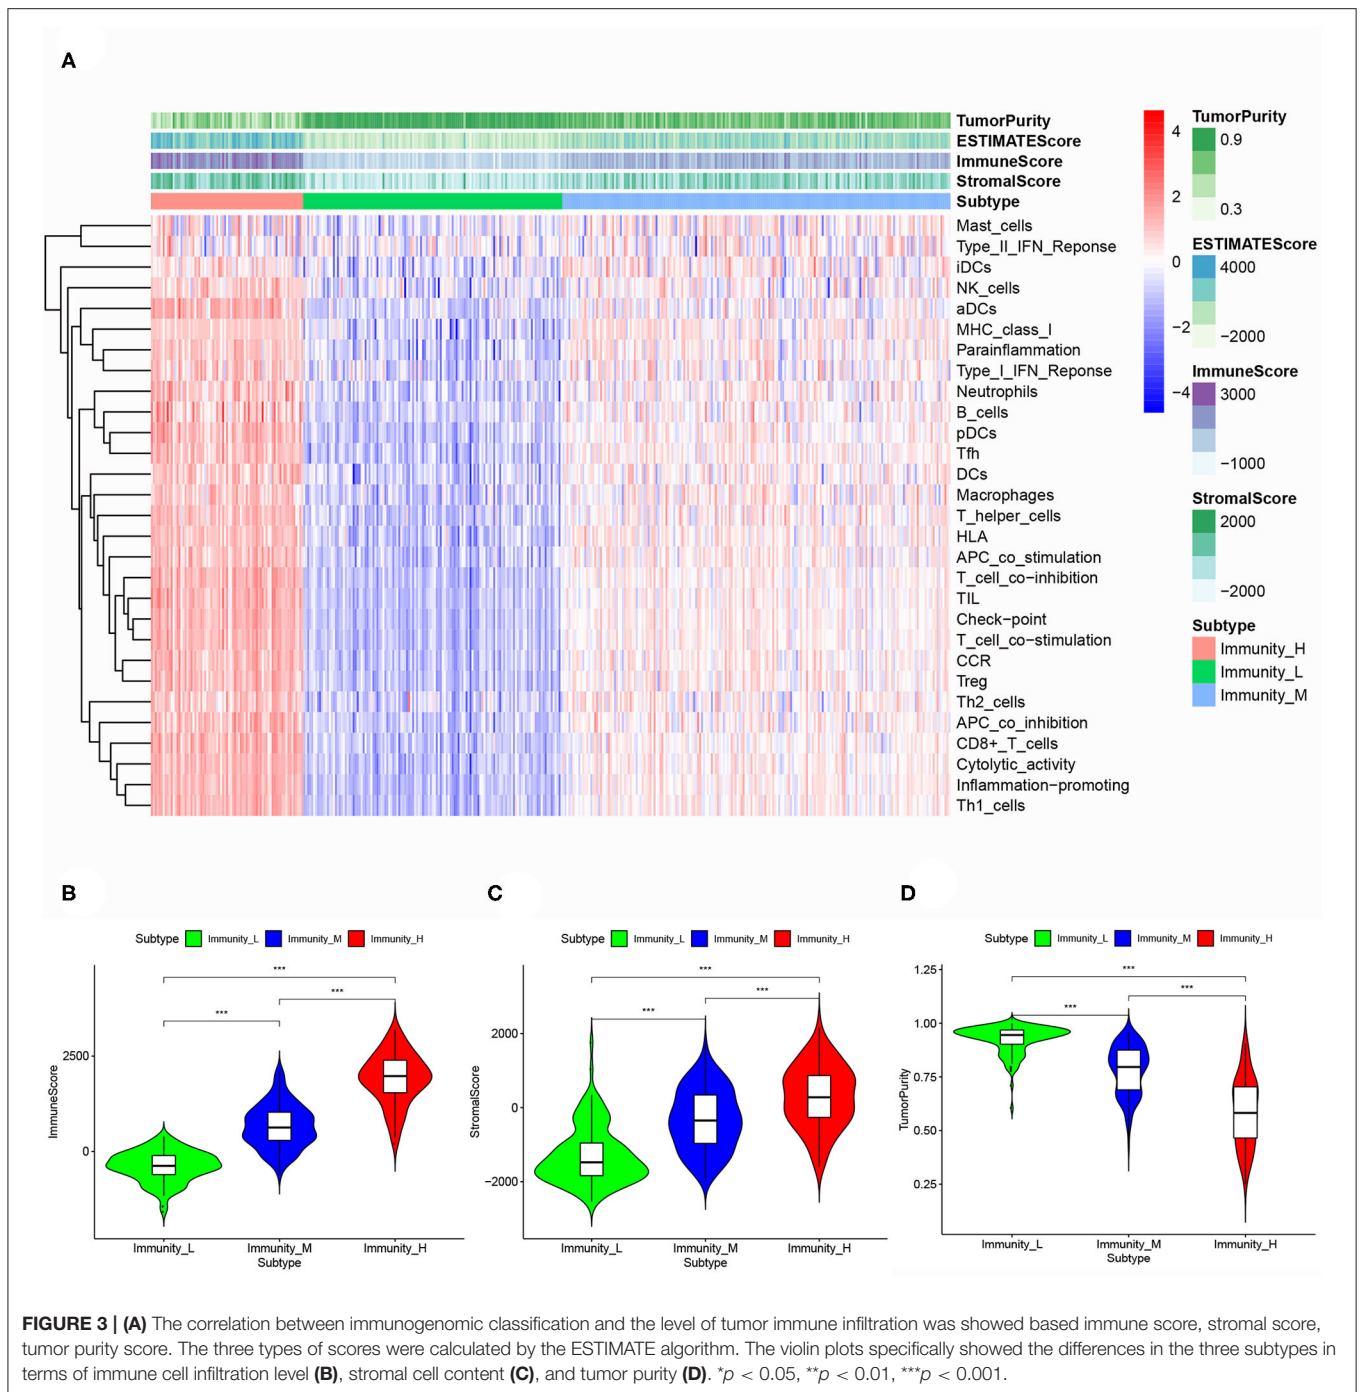 A
TumorPurity
ESTIMATEScore
ImmuneScore
StromalScore
Subtype
Mast_cells
Type_II_IFN_Reponse
iDCs
NK_cells
aDCs
MHC_class_I
Parainflammation
Type_I_IFN_Reponse
Neutrophils
B_cells
pDCs
Tfh
DCs
Macrophages
T_helper_cells
HLA
APC_co_stimulation
T_cell_co−inhibition
TIL
Check−point
T_cell_co−stimulation
CCR
Treg
Th2_cells
APC_co_inhibition
CD8+_T_cells
Cytolytic_activity
Inflammation−promoting
Th1_cells
4
2
0
−2
−4
TumorPurity
0.9
0.3
ESTIMATEScore
4000
−2000
ImmuneScore
3000
−1000
StromalScore
2000
−2000
Subtype
Immunity_H
Immunity_L
Immunity_M
B
Subtype Immunity_L Immunity_M Immunity_H
***
***
***
2500
0
ImmuneScore
Immunity_L Immunity_M Immunity_H
Subtype
C
Subtype Immunity_L Immunity_M Immunity_H
***
***
***
2000
0
−2000
StromalScore
Immunity_L Immunity_M Immunity_H
Subtype
D
Subtype Immunity_L Immunity_M Immunity_H
***
***
***
1.25
1.00
0.75
0.50
0.25
TumorPurity
Immunity_L Immunity_M Immunity_H
Subtype
FIGURE 3 | (A) The correlation between immunogenomic classification and the level of tumor immune infiltration was showed based immune score, stromal score,
tumor purity score. The three types of scores were calculated by the ESTIMATE algorithm. The violin plots specifically showed the differences in the three subtypes in
terms of immune cell infiltration level (B), stromal cell content (C), and tumor purity (D). *p < 0.05, **p < 0.01, ***p < 0.001.